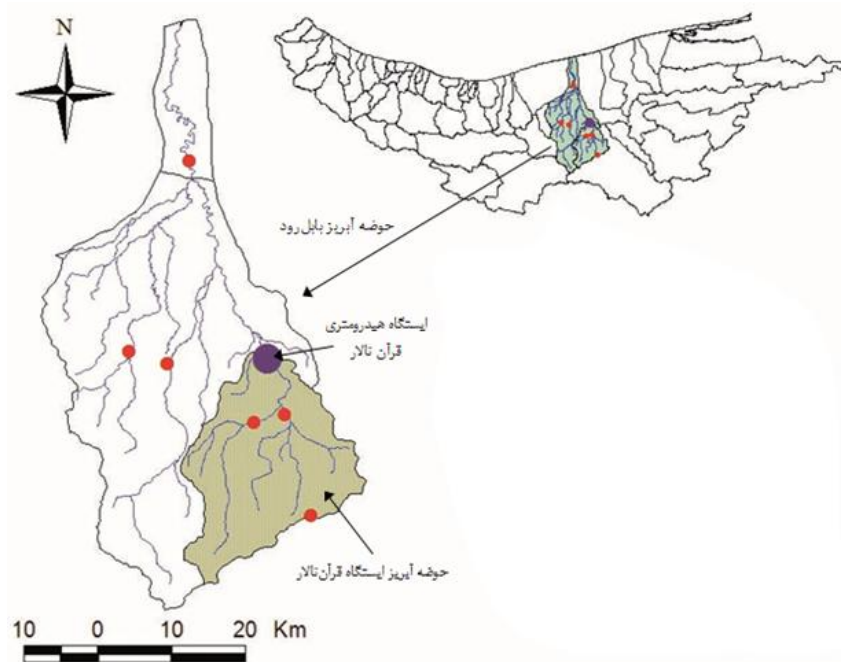 N
حوضه آبریز بابل‌رود
ایستگاه هیدرومتری
قرآن تالار
حوضه آبریز ایستگاه قرآن‌تالار
10 0 10 20 Km